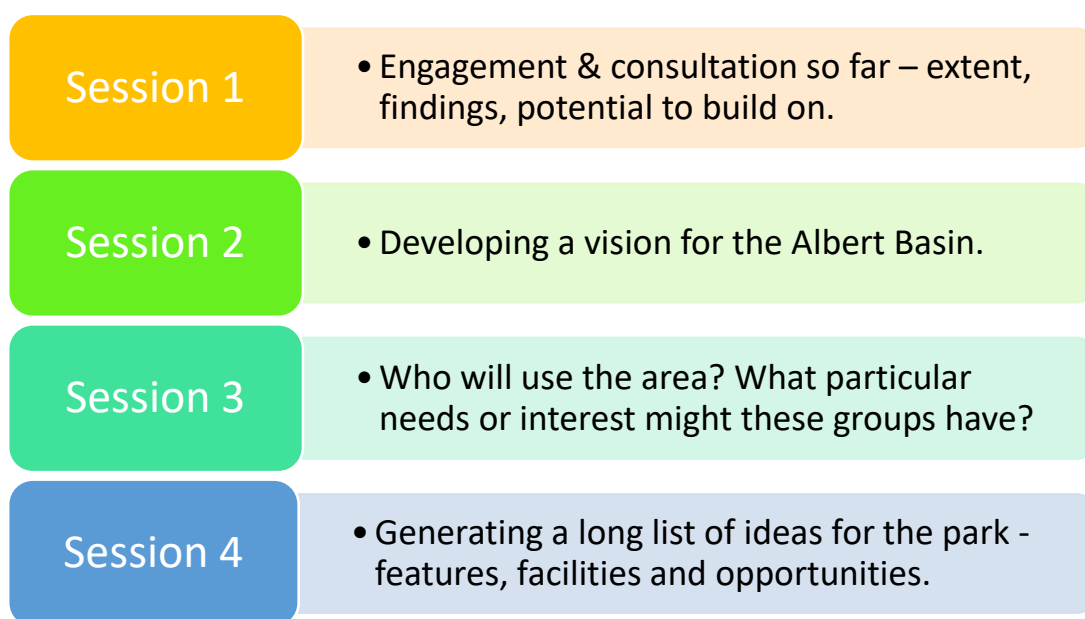 Session 1
• Engagement & consultation so far – extent,
findings, potential to build on.
Session 2
• Developing a vision for the Albert Basin.
Session 3
• Who will use the area? What particular
needs or interest might these groups have?
Session 4
• Generating a long list of ideas for the park -
features, facilities and opportunities.